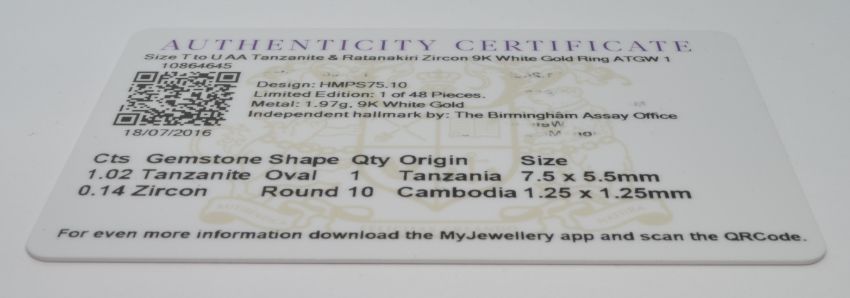 AUTHENTICITY CERTIFICATE
Size T to U AA Tanzanite & Ratanakiri Zircon 9K White Gold Ring ATGW 1
10864645
Design: HMPS75.10
Limited Edition: 1 of 48 Pieces.
Metal: 1.97g, 9K White Gold
Independent hallmark by: The Birmingham Assay Office
18/07/2016
Cts Gemstone Shape Qty Origin Size
1.02 Tanzanite Oval 1 Tanzania 7.5 x 5.5mm
0.14 Zircon Round 10 Cambodia 1.25 x 1.25mm
For even more information download the MyJewellery app and scan the QRCode.